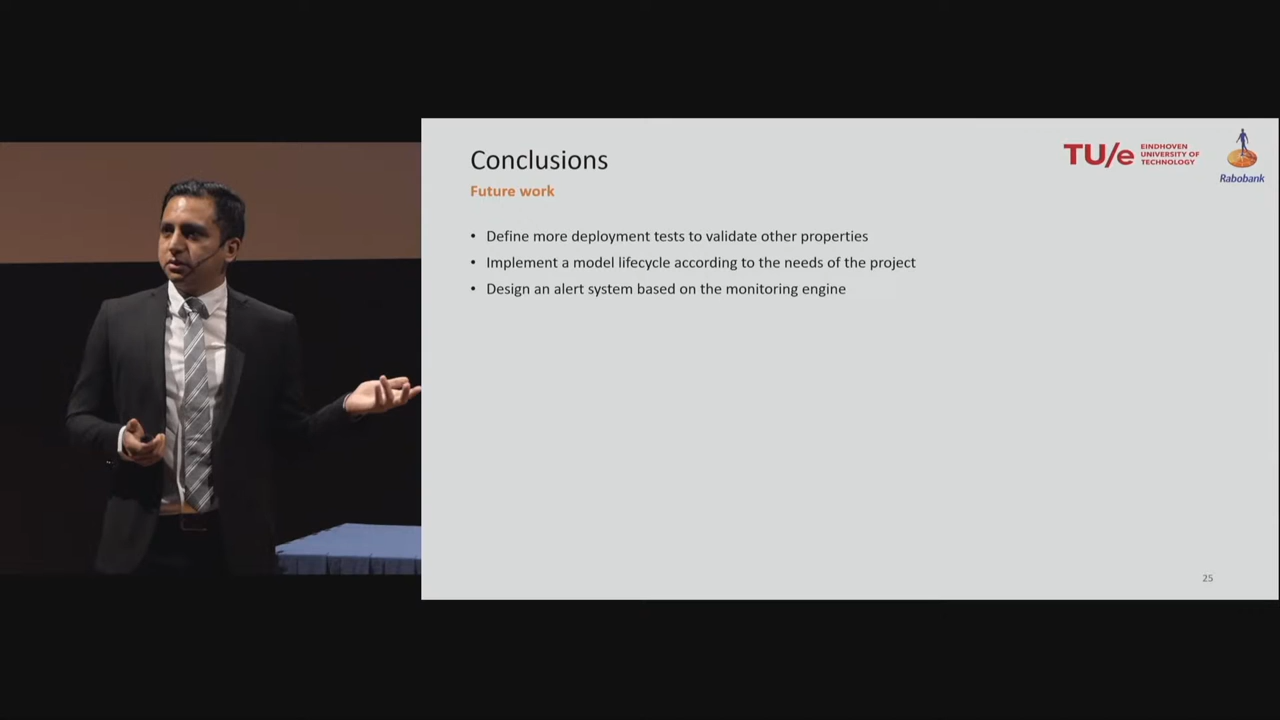 Conclusions
Future work
• Define more deployment tests to validate other properties
• Implement a model lifecycle according to the needs of the project
• Design an alert system based on the monitoring engine
TU/e EINDHOVEN
UNIVERSITY OF
TECHNOLOGY
Rabobank
25